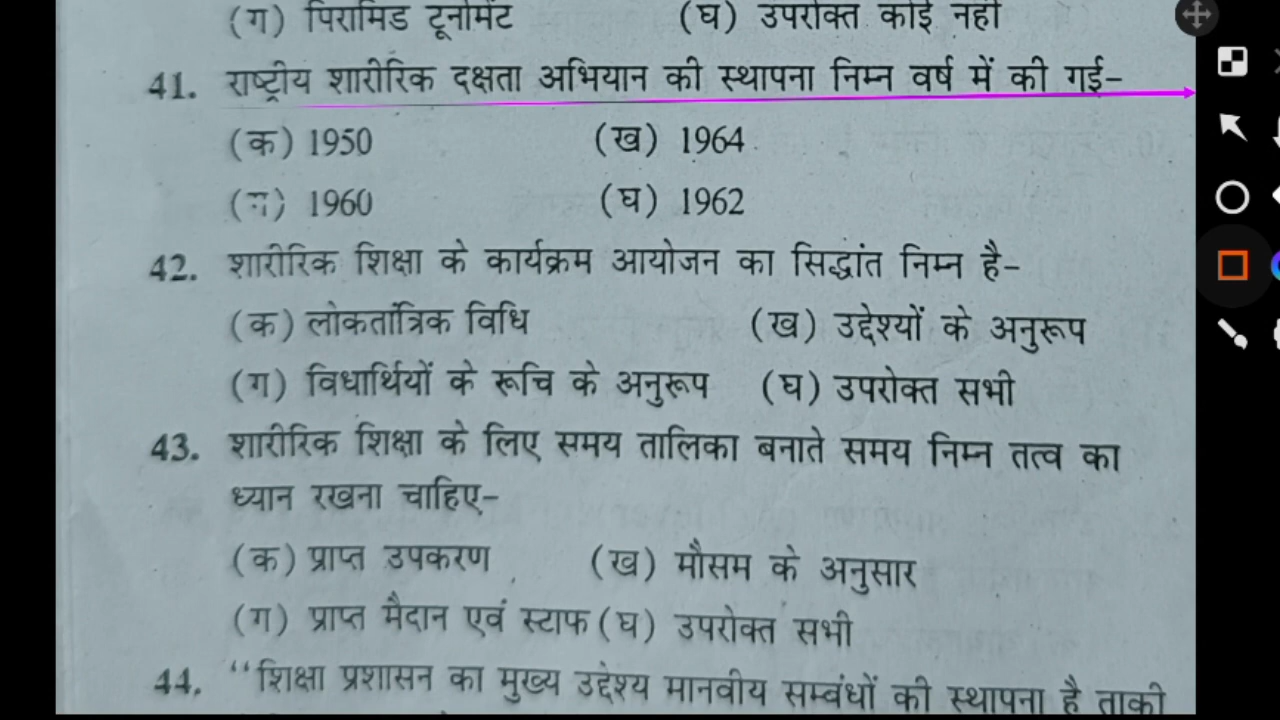 (ग) पिरामिड टूर्नामेंट (घ) उपरोक्त कोई नहीं
41. राष्ट्रीय शारीरिक दक्षता अभियान की स्थापना निम्न वर्ष में की गई-
(क) 1950 (ख) 1964
(ग) 1960 (घ) 1962
42. शारीरिक शिक्षा के कार्यक्रम आयोजन का सिद्धांत निम्न है-
(क) लोकतांत्रिक विधि (ख) उद्देश्यों के अनुरूप
(ग) विधार्थियों के रूचि के अनुरूप (घ) उपरोक्त सभी
43. शारीरिक शिक्षा के लिए समय तालिका बनाते समय निम्न तत्व का
ध्यान रखना चाहिए-
(क) प्राप्त उपकरण (ख) मौसम के अनुसार
(ग) प्राप्त मैदान एवं स्टाफ (घ) उपरोक्त सभी
44. “शिक्षा प्रशासन का मुख्य उद्देश्य मानवीय सम्बंधों की स्थापना है ताकी